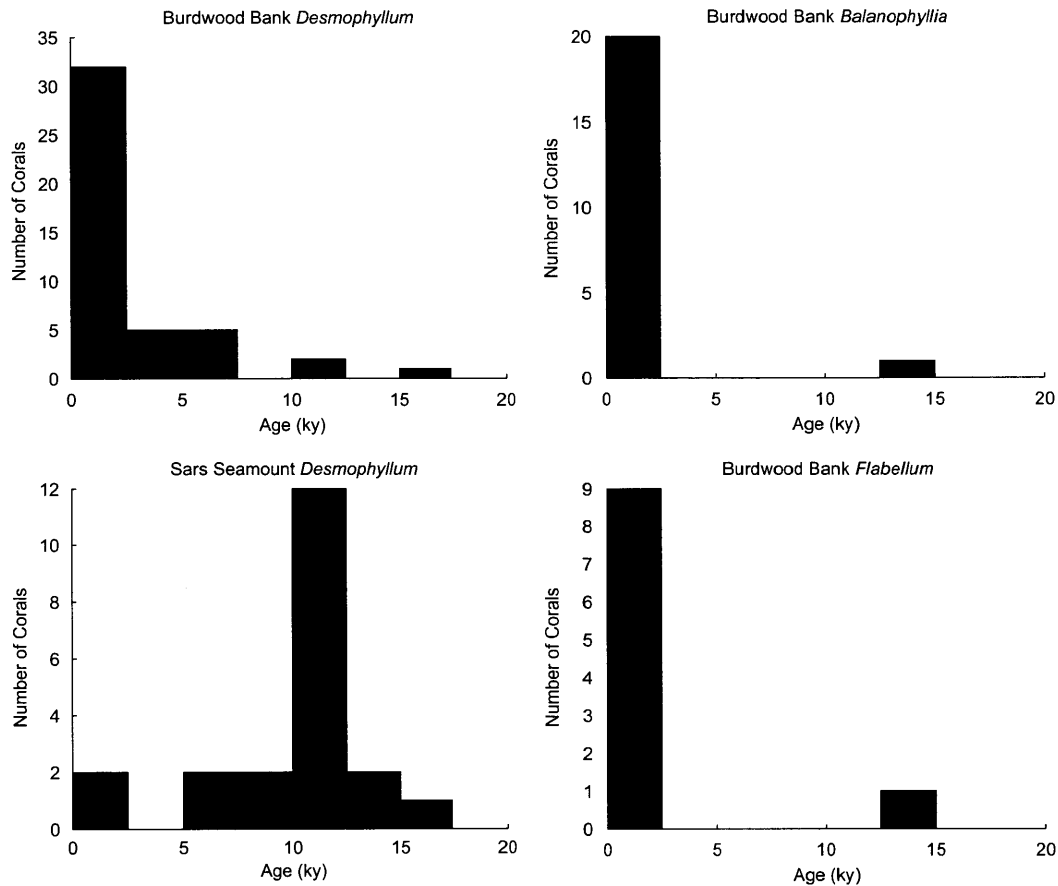 Burdwood Bank Desmophyllum
35
30
25
20
15
10
5
0
Number of Corals
0 5 10 15 20
Age (ky)
Burdwood Bank Balanophyllia
20
15
10
5
0
Number of Corals
0 5 10 15 20
Age (ky)
Sars Seamount Desmophyllum
12
10
8
6
4
2
0
Number of Corals
0 5 10 15 20
Age (ky)
Burdwood Bank Flabellum
9
8
7
6
5
4
3
2
1
0
Number of Corals
0 5 10 15 20
Age (ky)